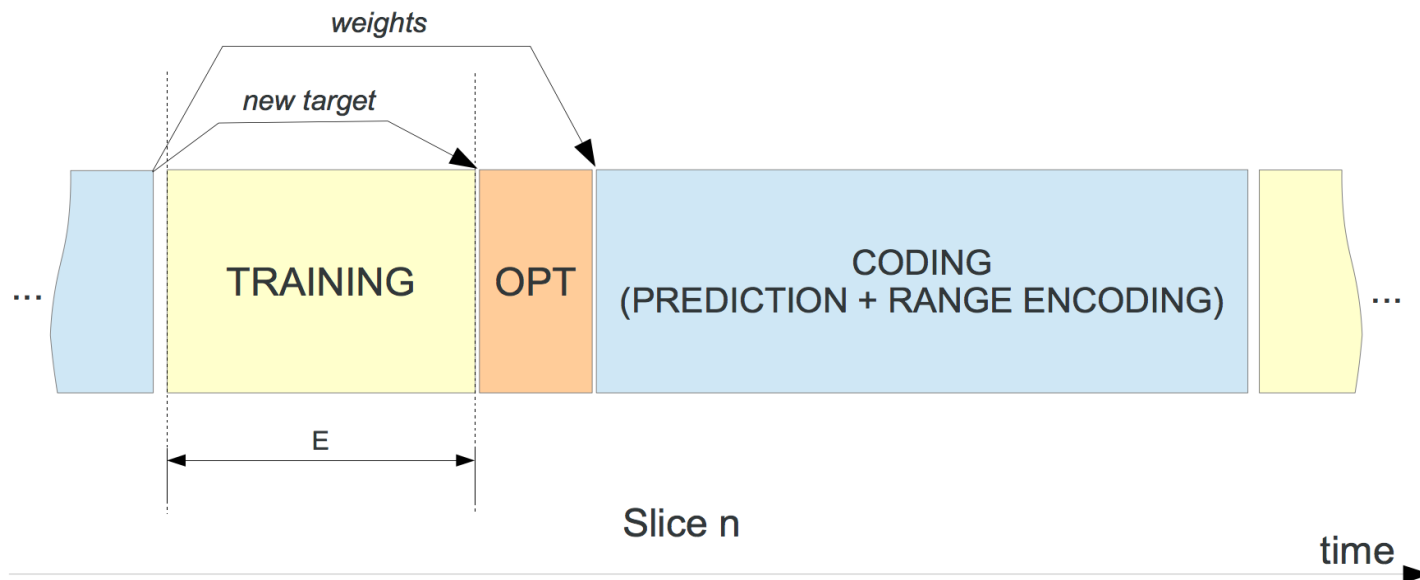 weights
new target
TRAINING
OPT
CODING
(PREDICTION + RANGE ENCODING)
...
...
E
Slice n
time